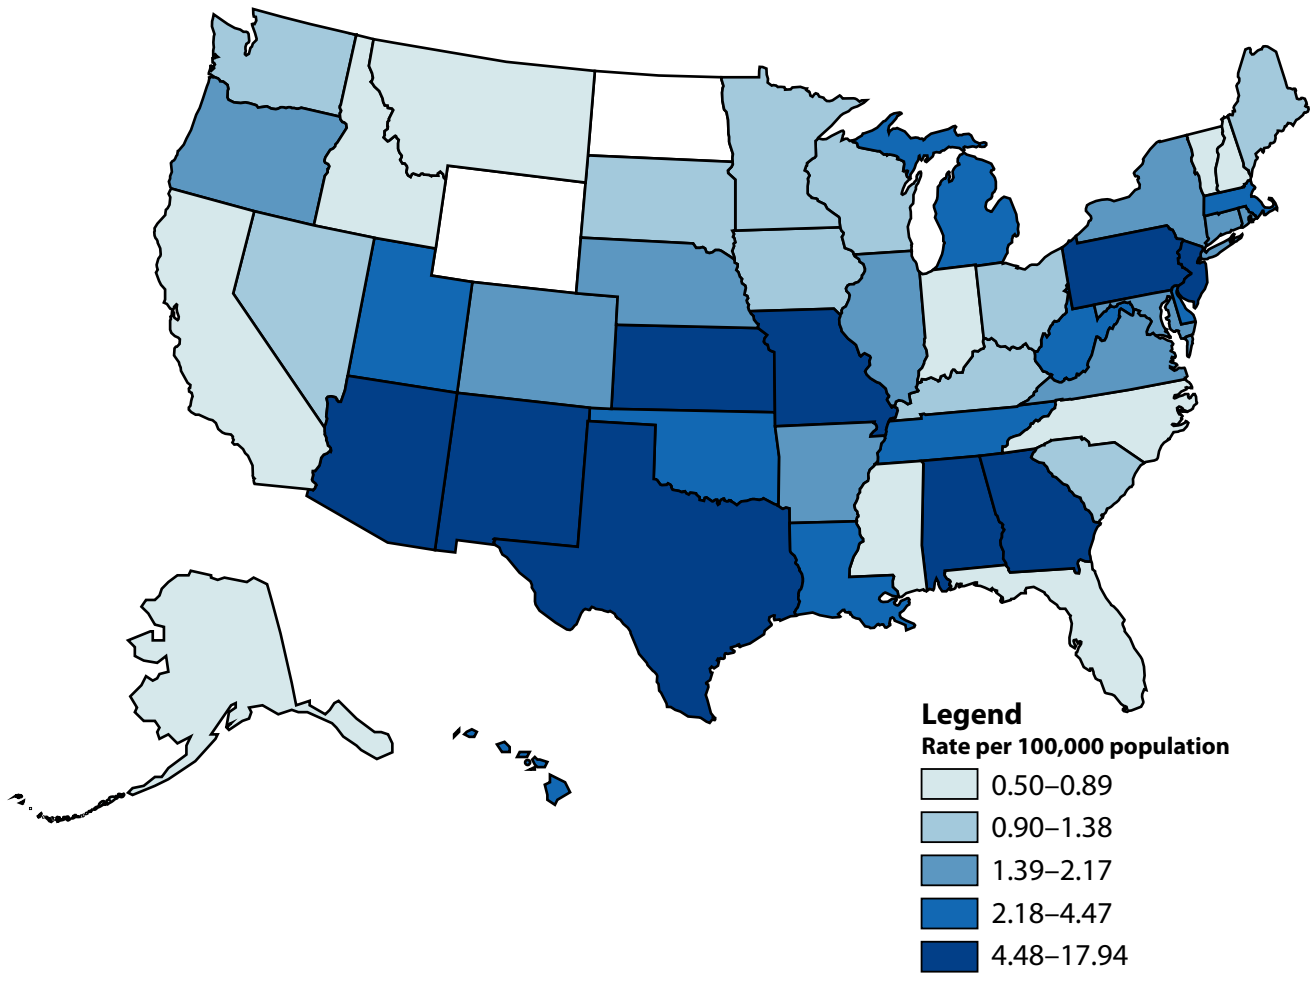 Legend
Rate per 100,000 population
0.50–0.89
0.90–1.38
1.39–2.17
2.18–4.47
4.48–17.94